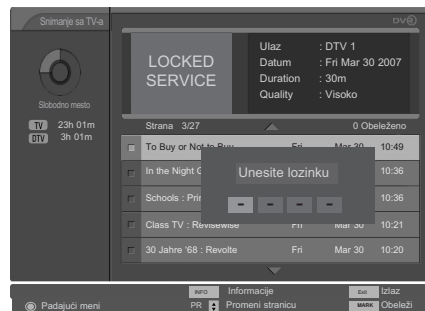 Snimanje sa TV-a
DVB
LOCKED
SERVICE
Ulaz : DTV 1
Datum : Fri Mar 30 2007
Duration : 30m
Quality : Visoko
Slobodno mesto
TV 23h 01m
DTV 3h 01m
Strana 3/27 0 Obeleženo
To Buy or Not to Buy Fri Mar 30 10:49
In the Night G 10:36
Unesite lozinku
- - - -
Schools : Pri 10:36
Class TV : Revisewise Fri Mar 30 10:21
30 Jahre '68 : Revolte Fri Mar 30 10:20
INFO Informacije Exit Izlaz
Padajući meni PR Promeni stranicu MARK Obeleži